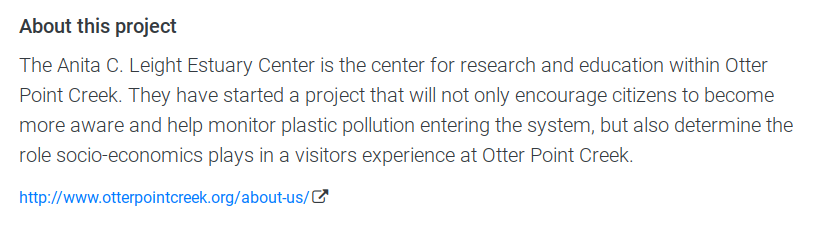 About this project
The Anita C. Leight Estuary Center is the center for research and education within Otter
Point Creek. They have started a project that will not only encourage citizens to become
more aware and help monitor plastic pollution entering the system, but also determine the
role socio-economics plays in a visitors experience at Otter Point Creek.
http://www.otterpointcreek.org/about-us/